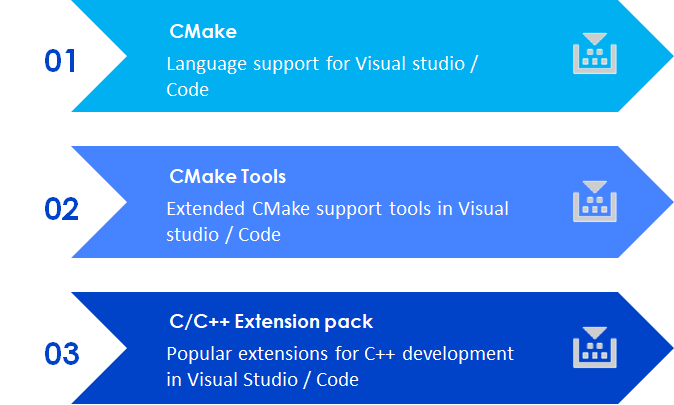 01
CMake
Language support for Visual studio /
Code
02
CMake Tools
Extended CMake support tools in Visual
studio / Code
03
C/C++ Extension pack
Popular extensions for C++ development
in Visual Studio / Code